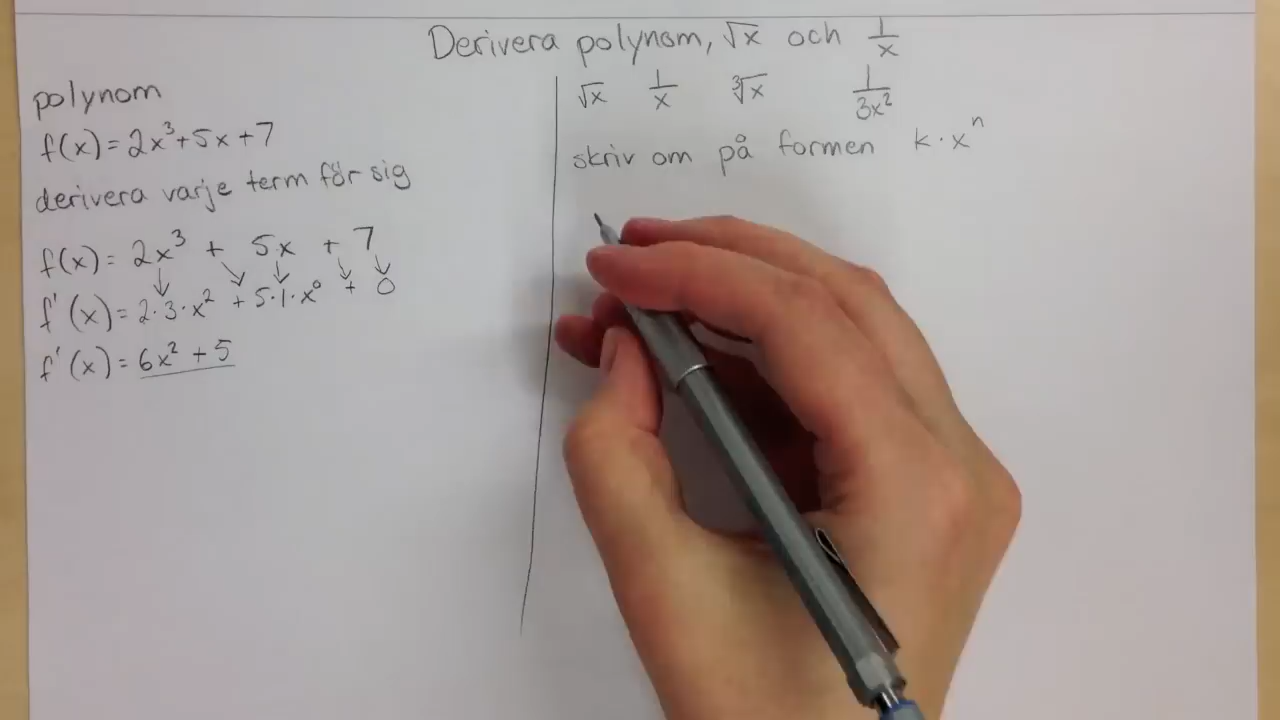 Derivera polynom, √x och 1/x
polynom
f(x) = 2x³+5x+7
derivera varje term för sig
f(x) = 2x³ + 5x + 7
f'(x) = 2·3·x² + 5·1·x⁰ + 0
f'(x) = 6x² + 5
√x 1/x ∛x 1/3x²
skriv om på formen k·xⁿ